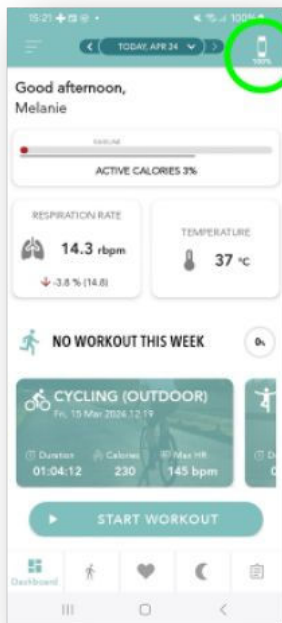 15:21
100%
TODAY, APR 24
100%
Good afternoon,
Melanie
ACTIVE CALORIES 3%
RESPIRATION RATE
14.3 rbpm
-3.8 % (14.8)
TEMPERATURE
37 °C
NO WORKOUT THIS WEEK
CYCLING (OUTDOOR)
Fri, 15 Mar 2024 12:19
Duration Calories Max HR
01:04:12 230 145 bpm
START WORKOUT
Dashboard